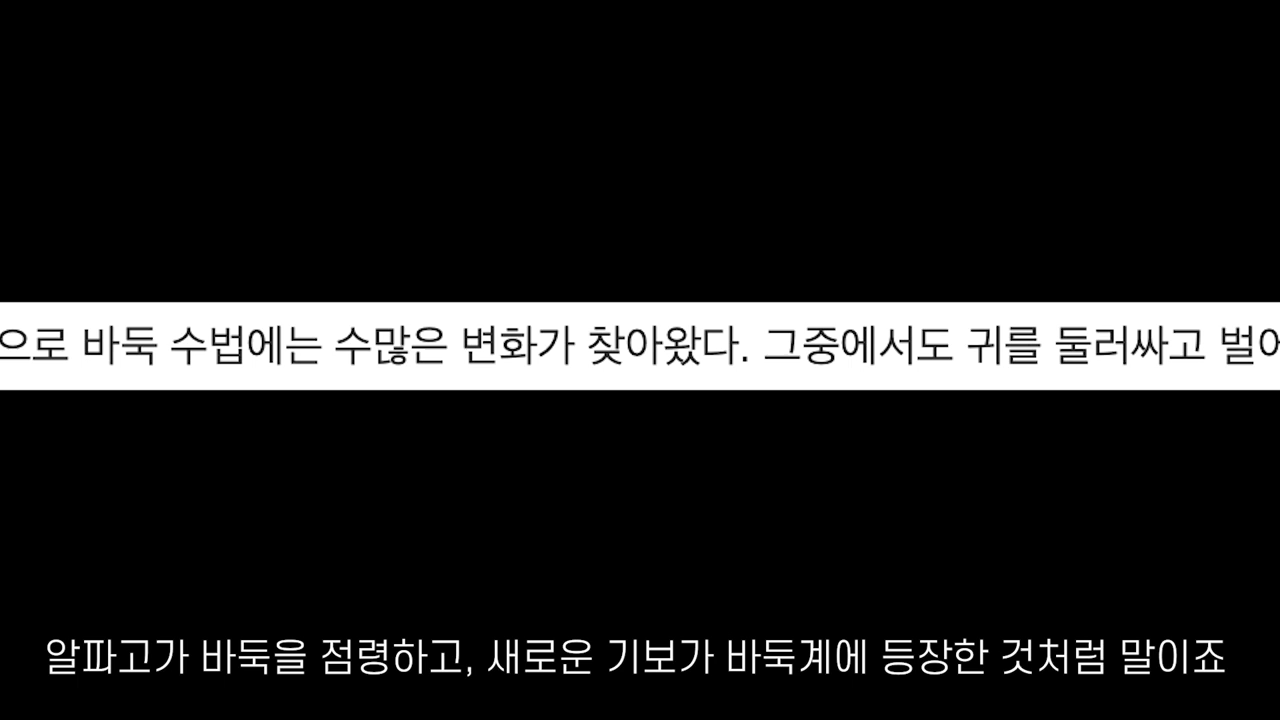 으로 바둑 수법에는 수많은 변화가 찾아왔다. 그중에서도 귀를 둘러싸고
알파고가 바둑을 점령하고, 새로운 기보가 바둑계에 등장한 것처럼 말이죠